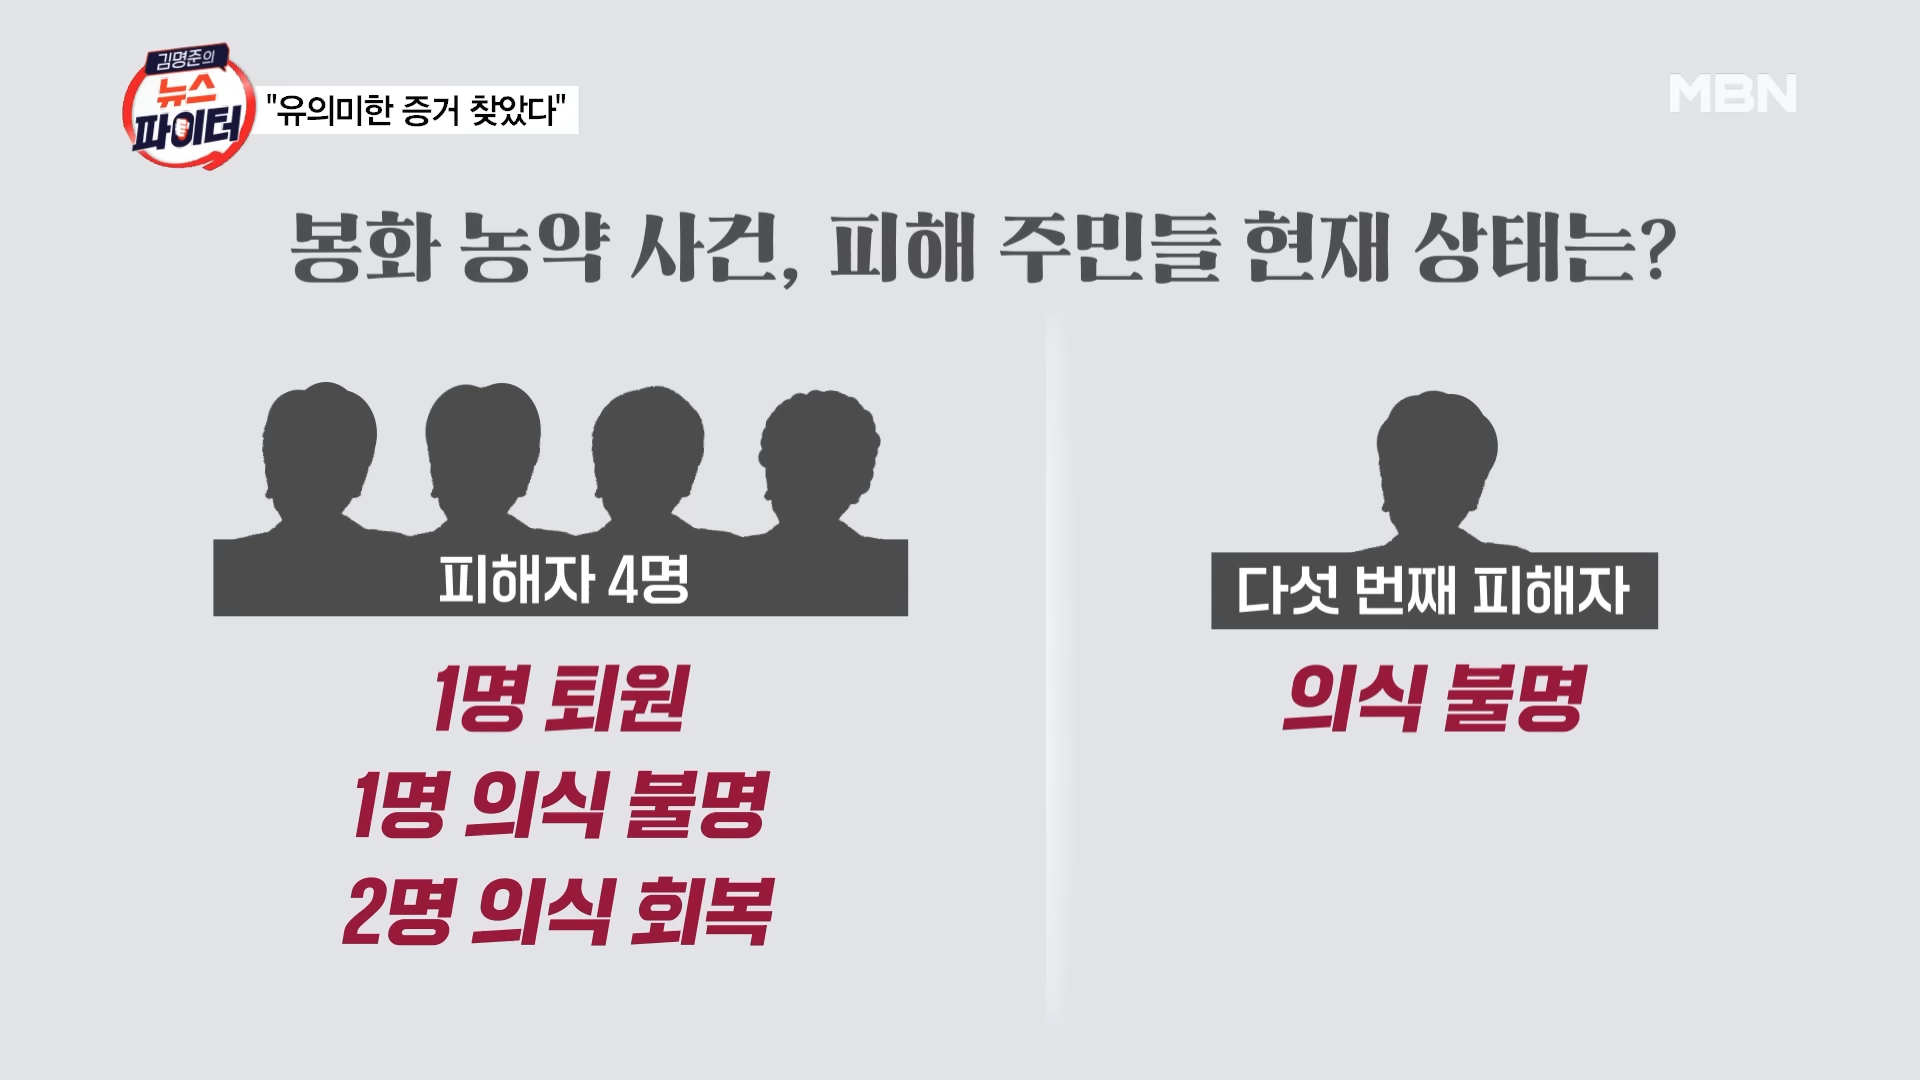 김명준의
뉴스
파이터
"유의미한 증거 찾았다"
MBN
봉화 농약 사건, 피해 주민들 현재 상태는?
피해자 4명
1명 퇴원
1명 의식 불명
2명 의식 회복
다섯 번째 피해자
의식 불명